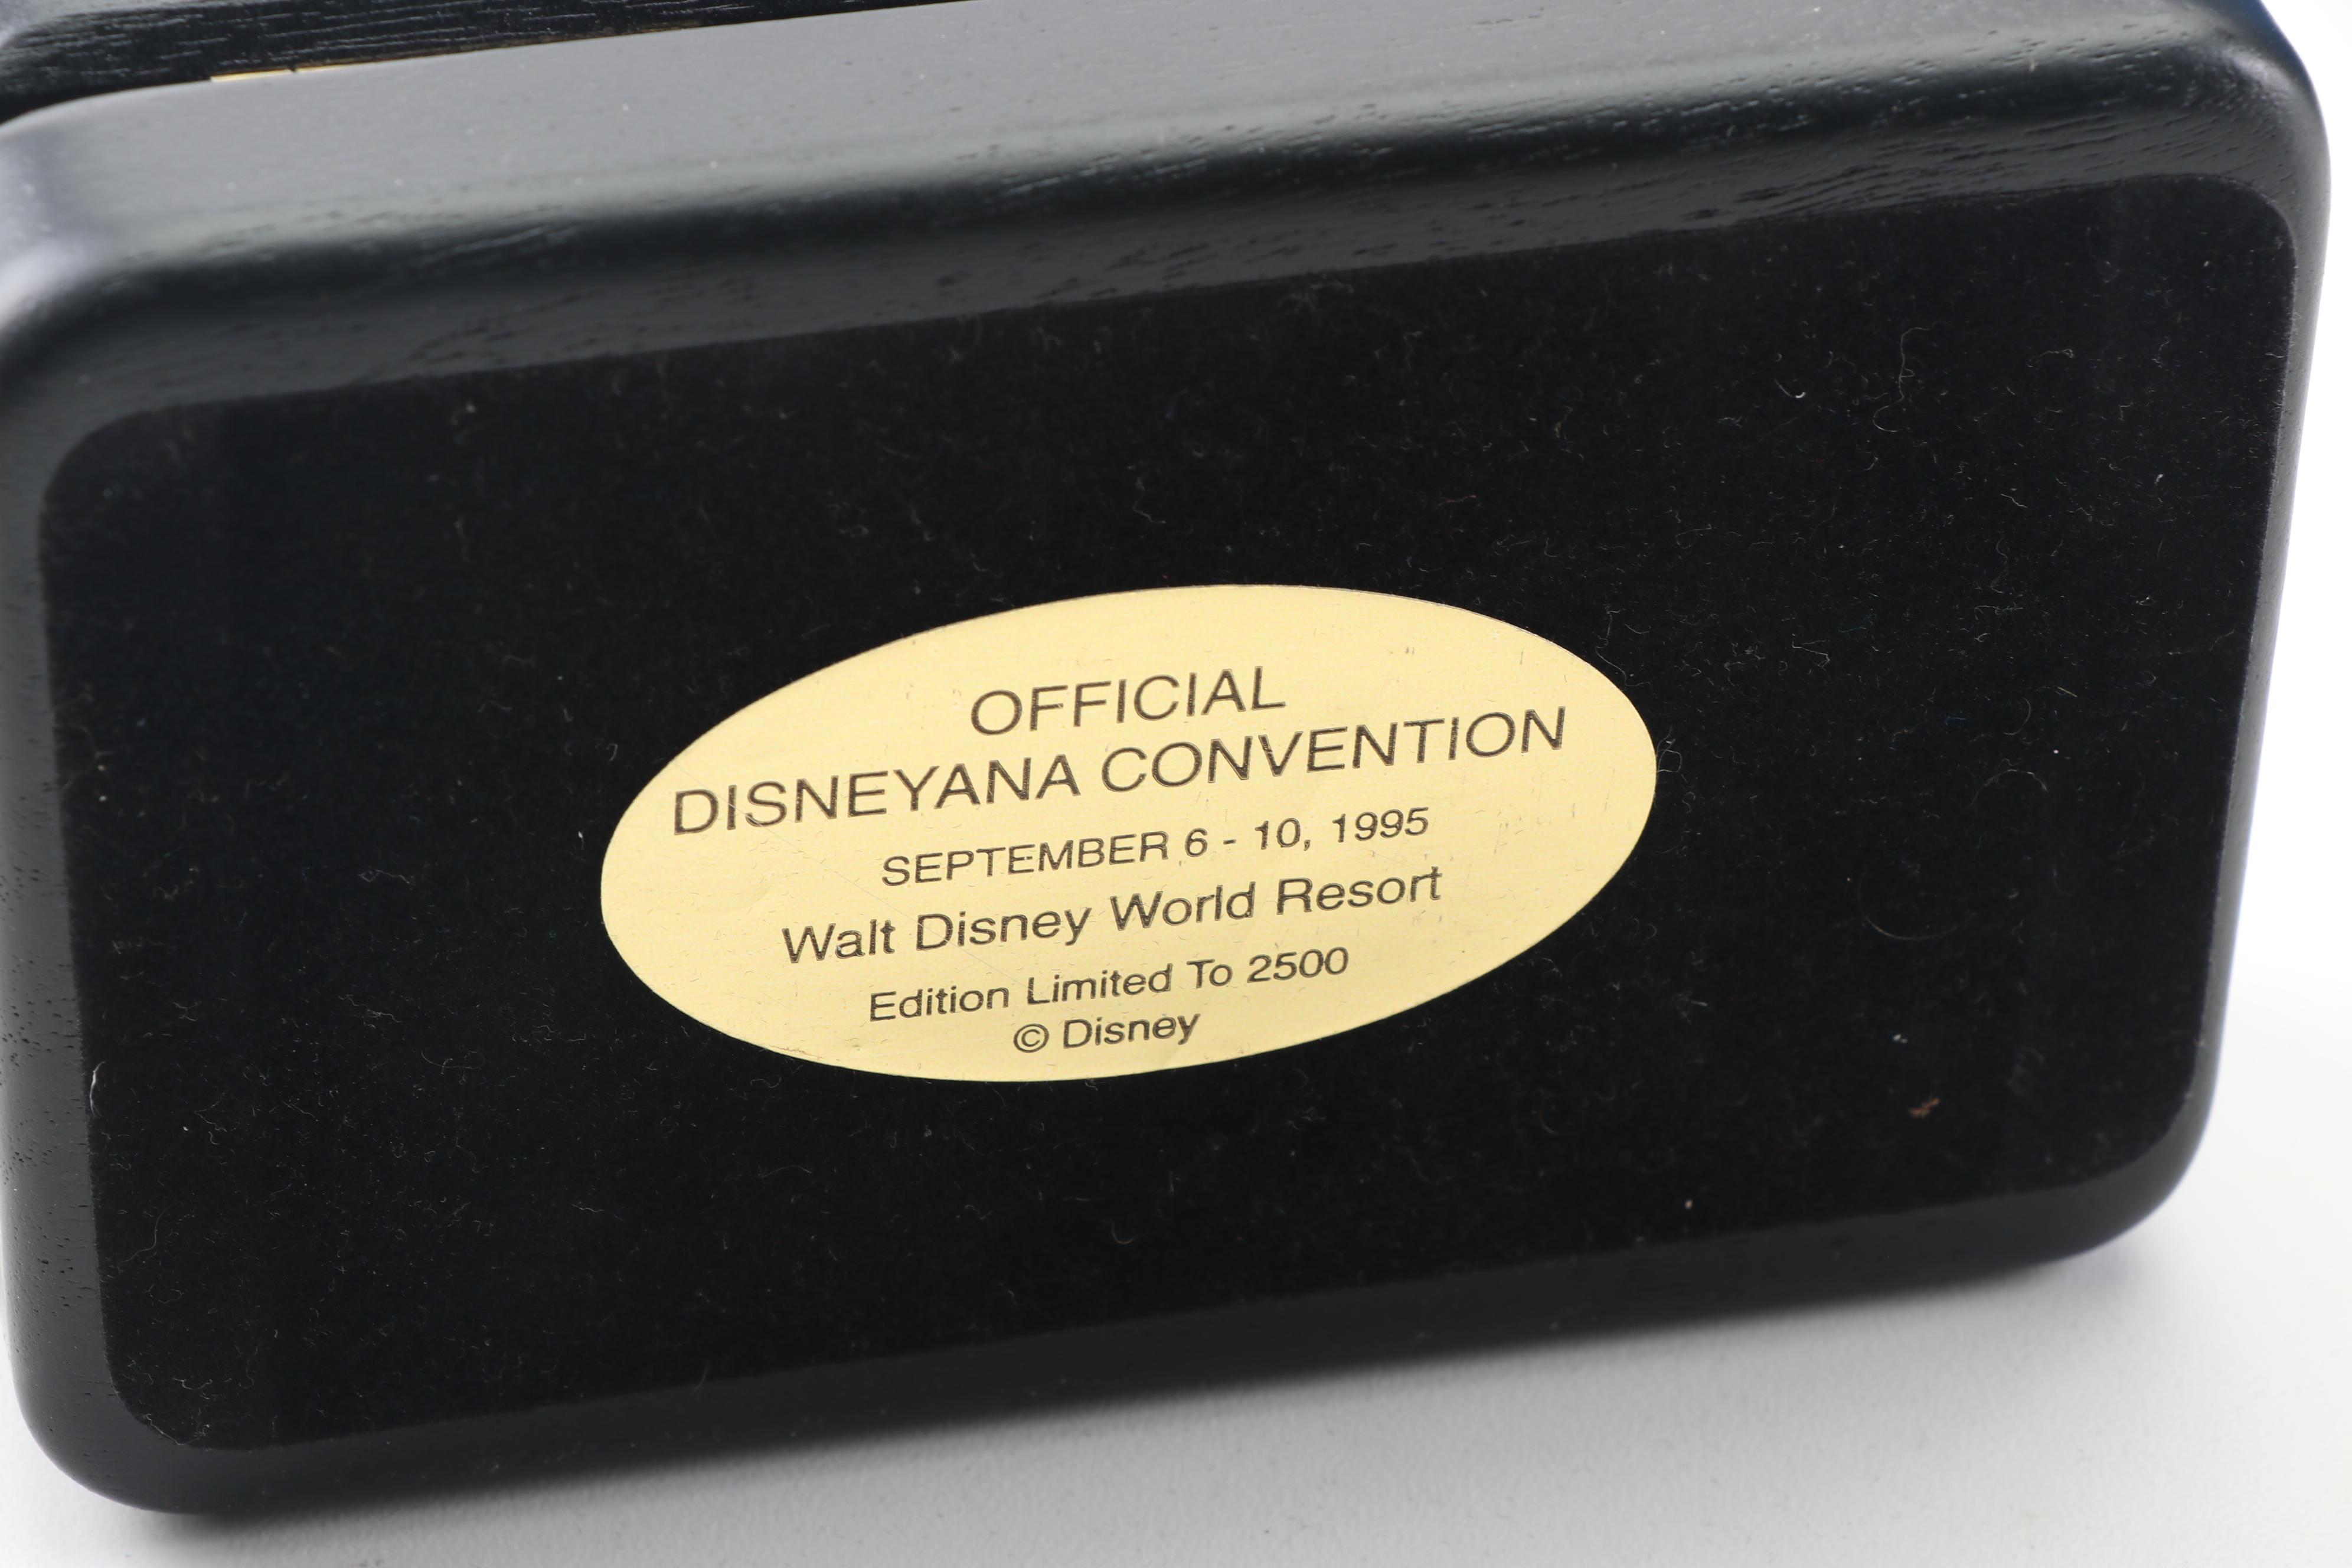 OFFICIAL
DISNEYANA CONVENTION
SEPTEMBER 6 - 10, 1995
Walt Disney World Resort
Edition Limited To 2500
© Disney